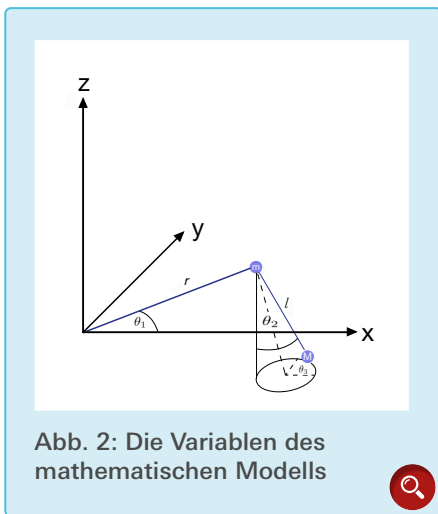 z
y
m
r
l
θ₁
θ₂
x
M
θ₃
Abb. 2: Die Variablen des
mathematischen Modells